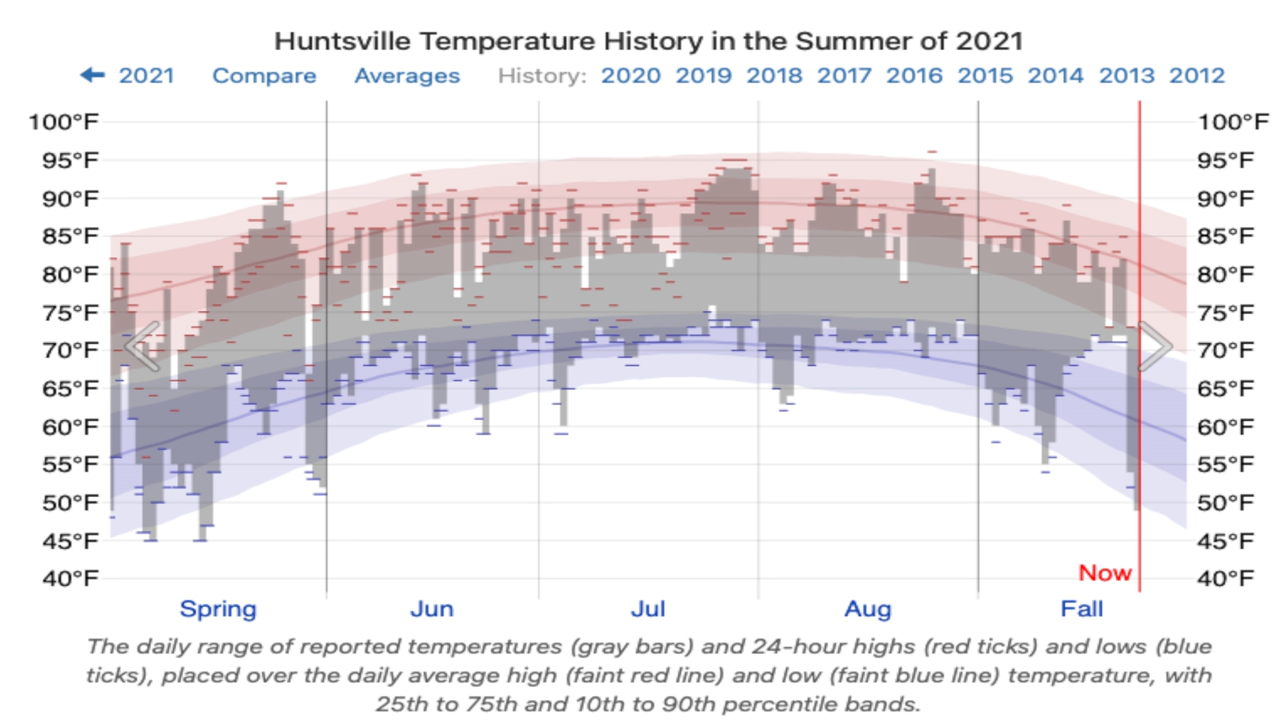 Huntsville Temperature History in the Summer of 2021
2021 Compare Averages History: 2020 2019 2018 2017 2016 2015 2014 2013 2012
100°F 100°F
95°F 95°F
90°F 90°F
85°F 85°F
80°F 80°F
75°F 75°F
70°F 70°F
65°F 65°F
60°F 60°F
55°F 55°F
50°F 50°F
45°F 45°F
40°F Now 40°F
Spring Jun Jul Aug Fall
The daily range of reported temperatures (gray bars) and 24-hour highs (red ticks) and lows (blue
ticks), placed over the daily average high (faint red line) and low (faint blue line) temperature, with
25th to 75th and 10th to 90th percentile bands.